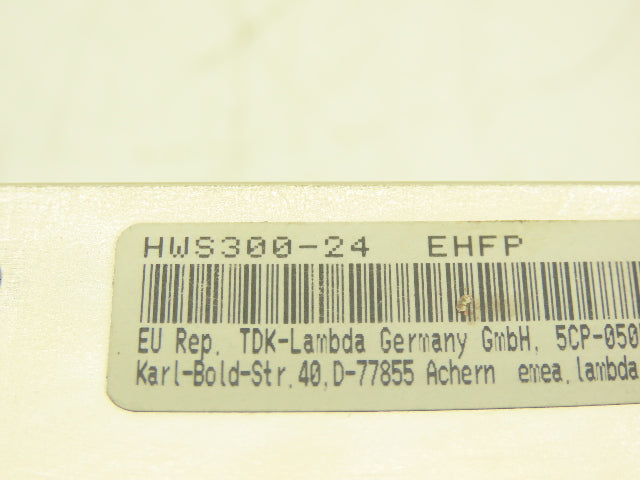 HWS300-24 EHFP
EU Rep. TDK-Lambda Germany GmbH, 5CP-050
Karl-Bold-Str.40,D-77855 Achern emea.lambda